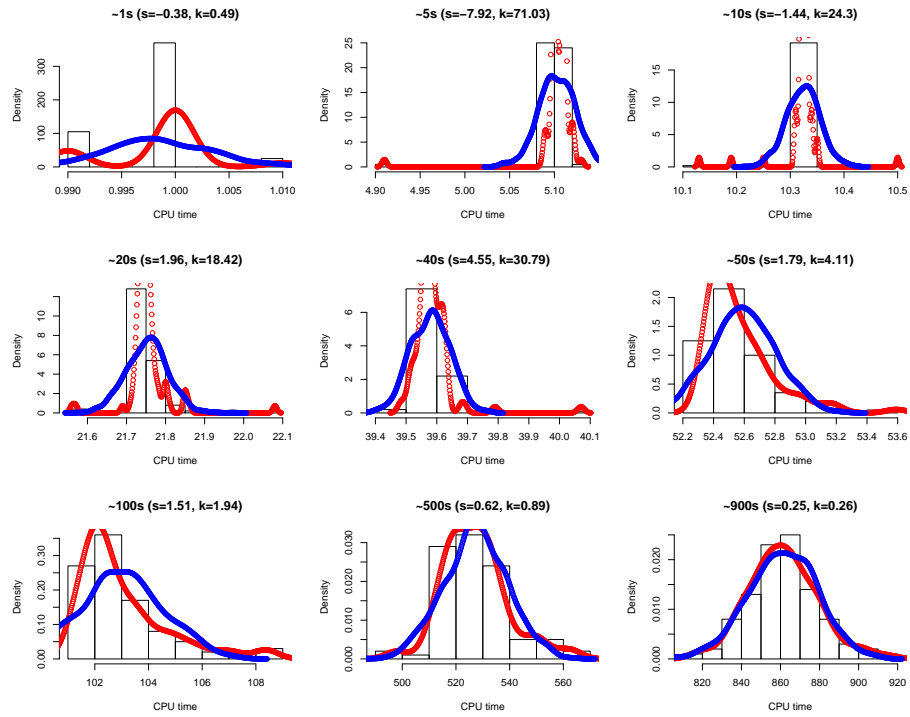 ~1s (s=−0.38, k=0.49)
Density
0 100 200 300
0.990 0.995 1.000 1.005 1.010
CPU time
~5s (s=−7.92, k=71.03)
Density
0 5 10 15 20 25
4.90 4.95 5.00 5.05 5.10
CPU time
~10s (s=−1.44, k=24.3)
Density
0 5 10 15
10.1 10.2 10.3 10.4 10.5
CPU time
~20s (s=1.96, k=18.42)
Density
0 2 4 6 8 10
21.6 21.7 21.8 21.9 22.0 22.1
CPU time
~40s (s=4.55, k=30.79)
Density
0 2 4 6
39.4 39.5 39.6 39.7 39.8 39.9 40.0 40.1
CPU time
~50s (s=1.79, k=4.11)
Density
0.0 0.5 1.0 1.5 2.0
52.2 52.4 52.6 52.8 53.0 53.2 53.4 53.6
CPU time
~100s (s=1.51, k=1.94)
Density
0.00 0.10 0.20 0.30
102 104 106 108
CPU time
~500s (s=0.62, k=0.89)
Density
0.000 0.010 0.020 0.030
500 520 540 560
CPU time
~900s (s=0.25, k=0.26)
Density
0.000 0.010 0.020
820 840 860 880 900 920
CPU time